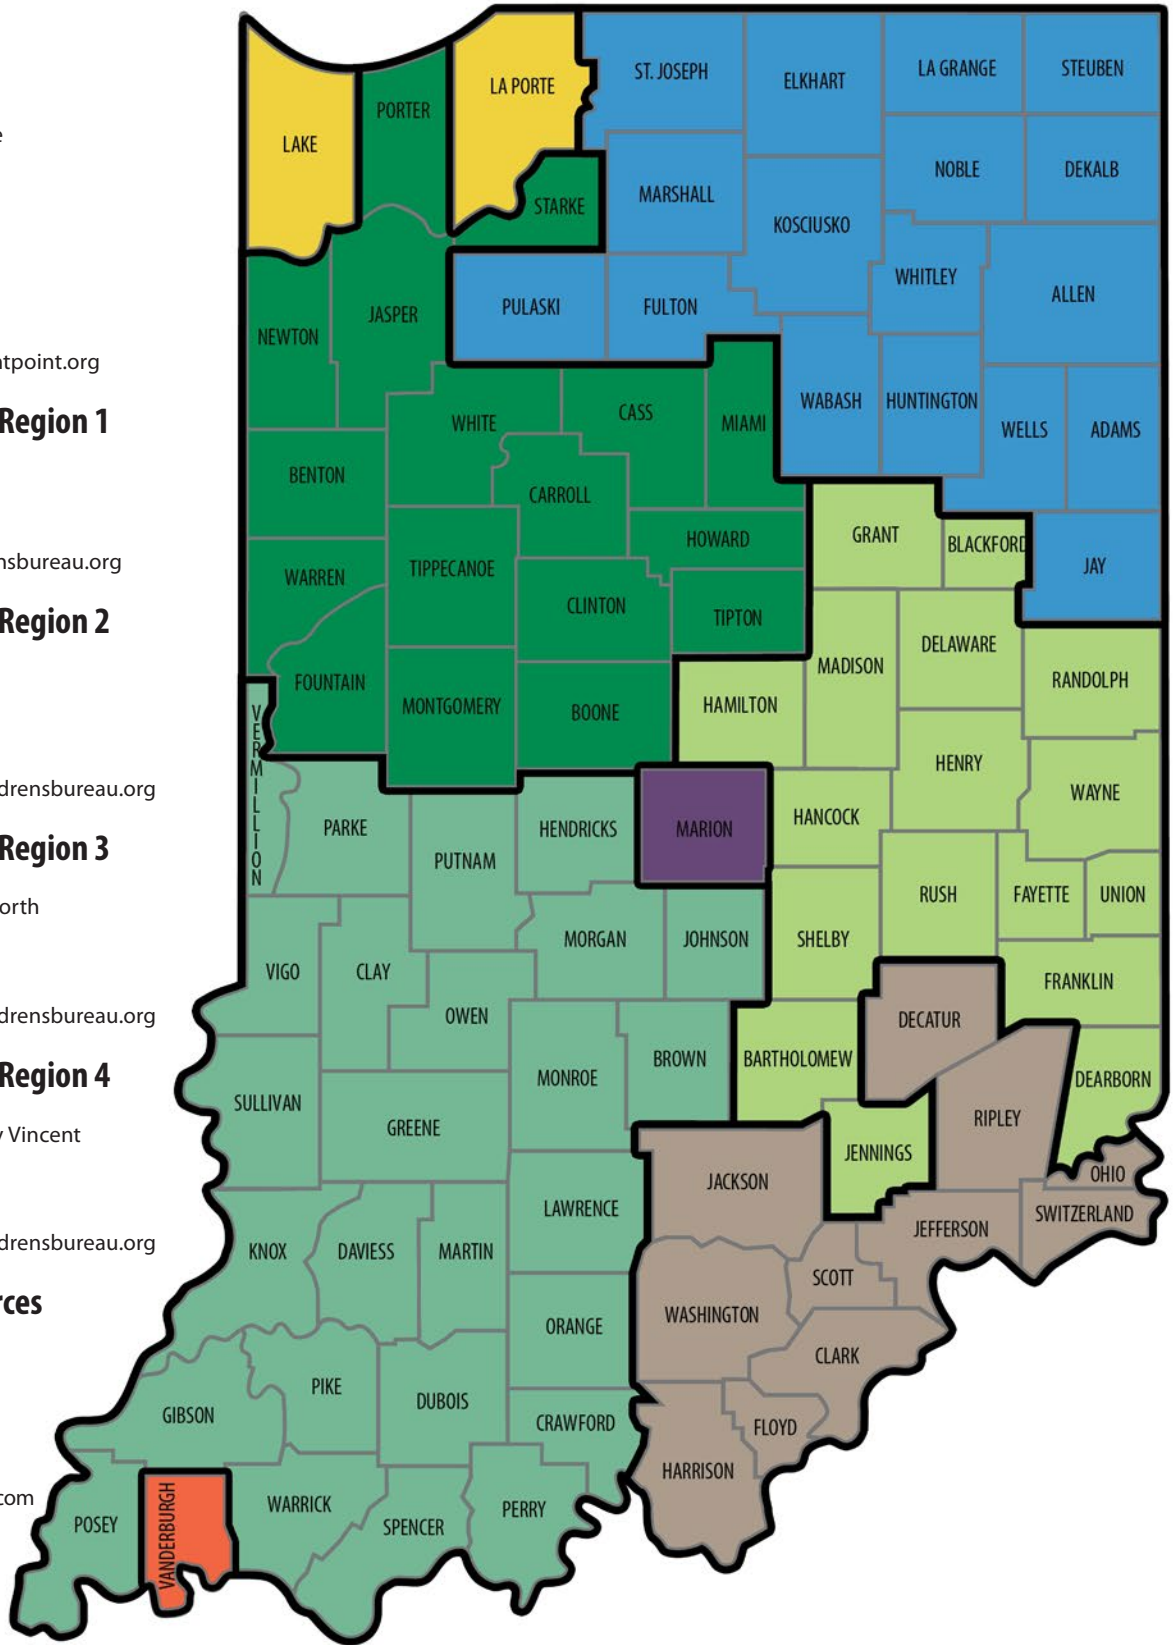 e
ntpoint.org
Region 1
nsbureau.org
Region 2
drensbureau.org
Region 3
orth
drensbureau.org
Region 4
y Vincent
drensbureau.org
rces
com
LAKE
PORTER
LA PORTE
ST. JOSEPH
ELKHART
LA GRANGE
STEUBEN
STARKE
MARSHALL
KOSCIUSKO
NOBLE
DEKALB
NEWTON
JASPER
PULASKI
FULTON
WHITLEY
ALLEN
WHITE
CASS
MIAMI
WABASH
HUNTINGTON
WELLS
ADAMS
BENTON
CARROLL
HOWARD
GRANT
BLACKFORD
JAY
WARREN
TIPPECANOE
CLINTON
TIPTON
MADISON
DELAWARE
RANDOLPH
FOUNTAIN
MONTGOMERY
BOONE
HAMILTON
HENRY
WAYNE
VERMILLION
PARKE
PUTNAM
HENDRICKS
MARION
HANCOCK
RUSH
FAYETTE
UNION
VIGO
CLAY
OWEN
MORGAN
JOHNSON
SHELBY
DECATUR
FRANKLIN
SULLIVAN
GREENE
MONROE
BROWN
BARTHOLOMEW
RIPLEY
DEARBORN
JENNINGS
OHIO
KNOX
DAVIESS
MARTIN
LAWRENCE
JACKSON
JEFFERSON
SWITZERLAND
ORANGE
WASHINGTON
SCOTT
CLARK
GIBSON
PIKE
DUBOIS
CRAWFORD
HARRISON
FLOYD
POSEY
VANDERBURGH
WARRICK
SPENCER
PERRY